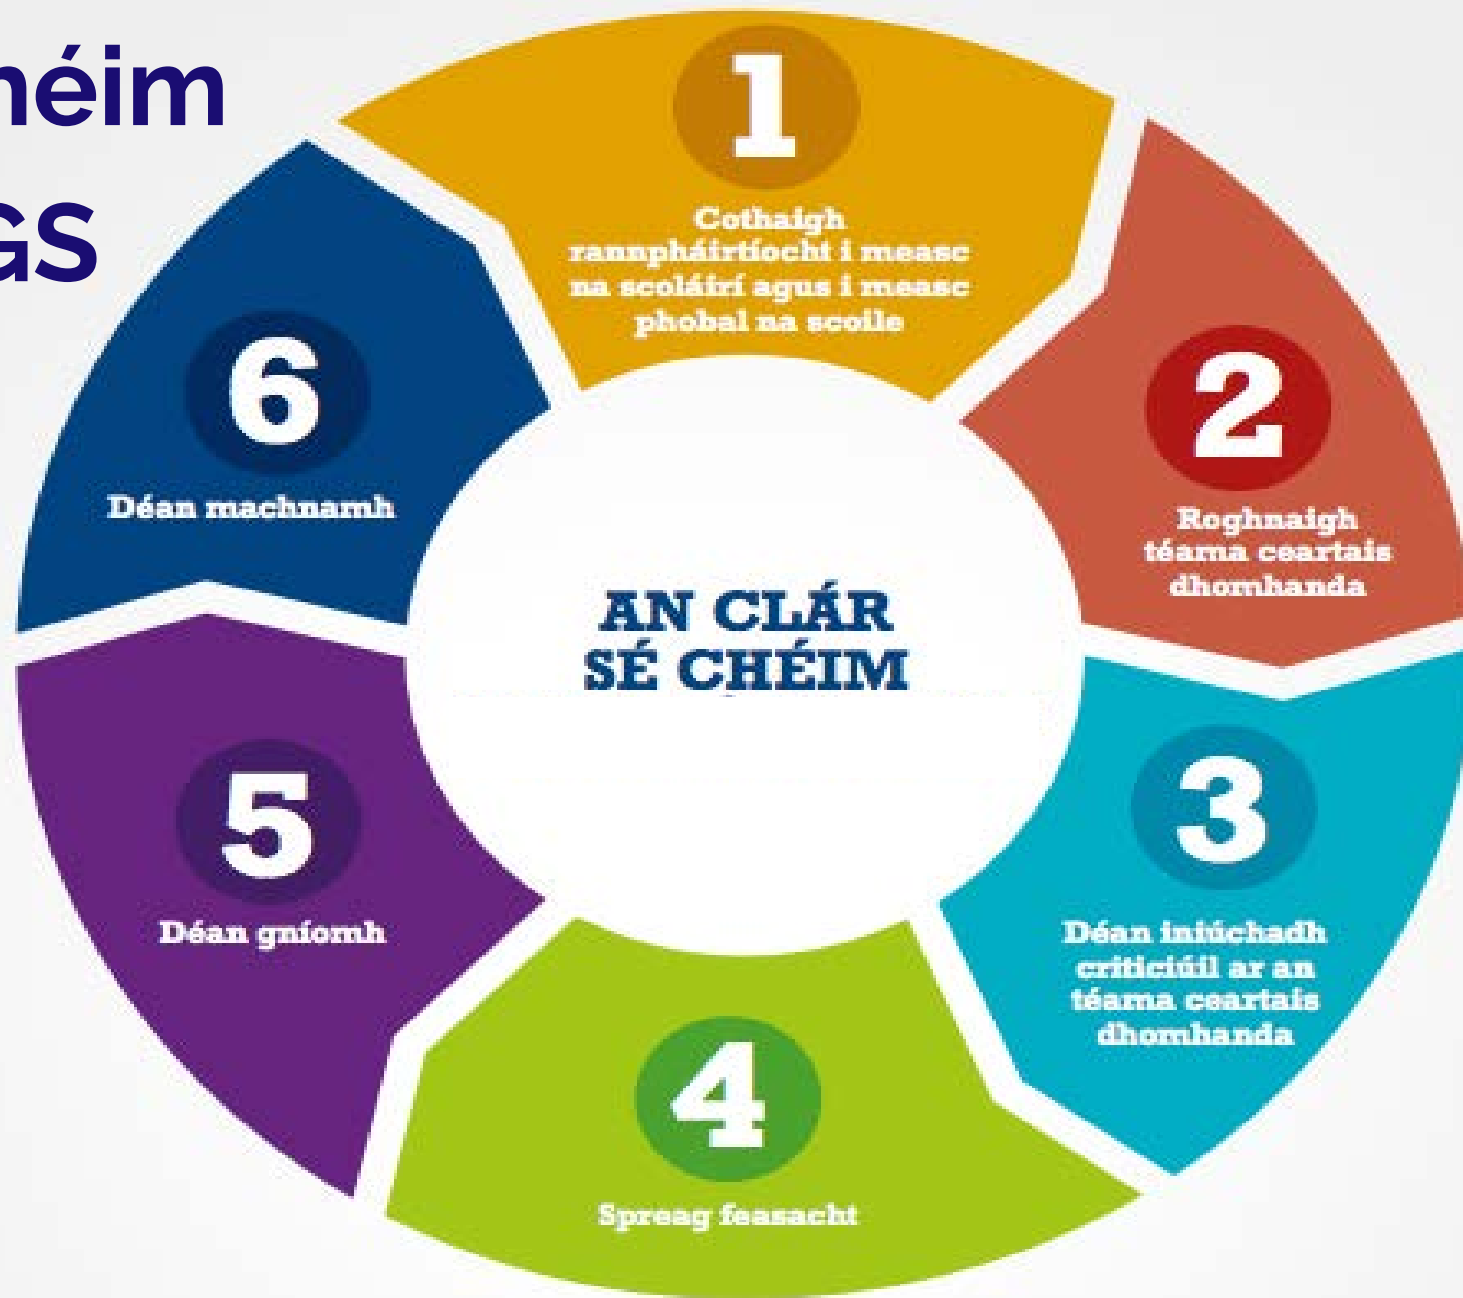 héim
GS
1
Cothaigh
rannpháirtíocht i measc
na scoláirí agus i measc
phobal na scoile
2
Roghnaigh
téama ceartais
dhomhanda
3
Déan iniúchadh
criticiúil ar an
téama ceartais
dhomhanda
4
Spreag feasacht
5
Déan gníomh
6
Déan machnamh
AN CLÁR
SÉ CHÉIM